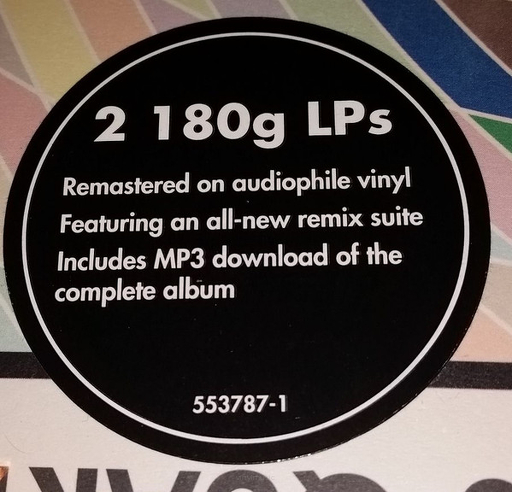 2 180g LPs
Remastered on audiophile vinyl
Featuring an all-new remix suite
Includes MP3 download of the
complete album
553787-1